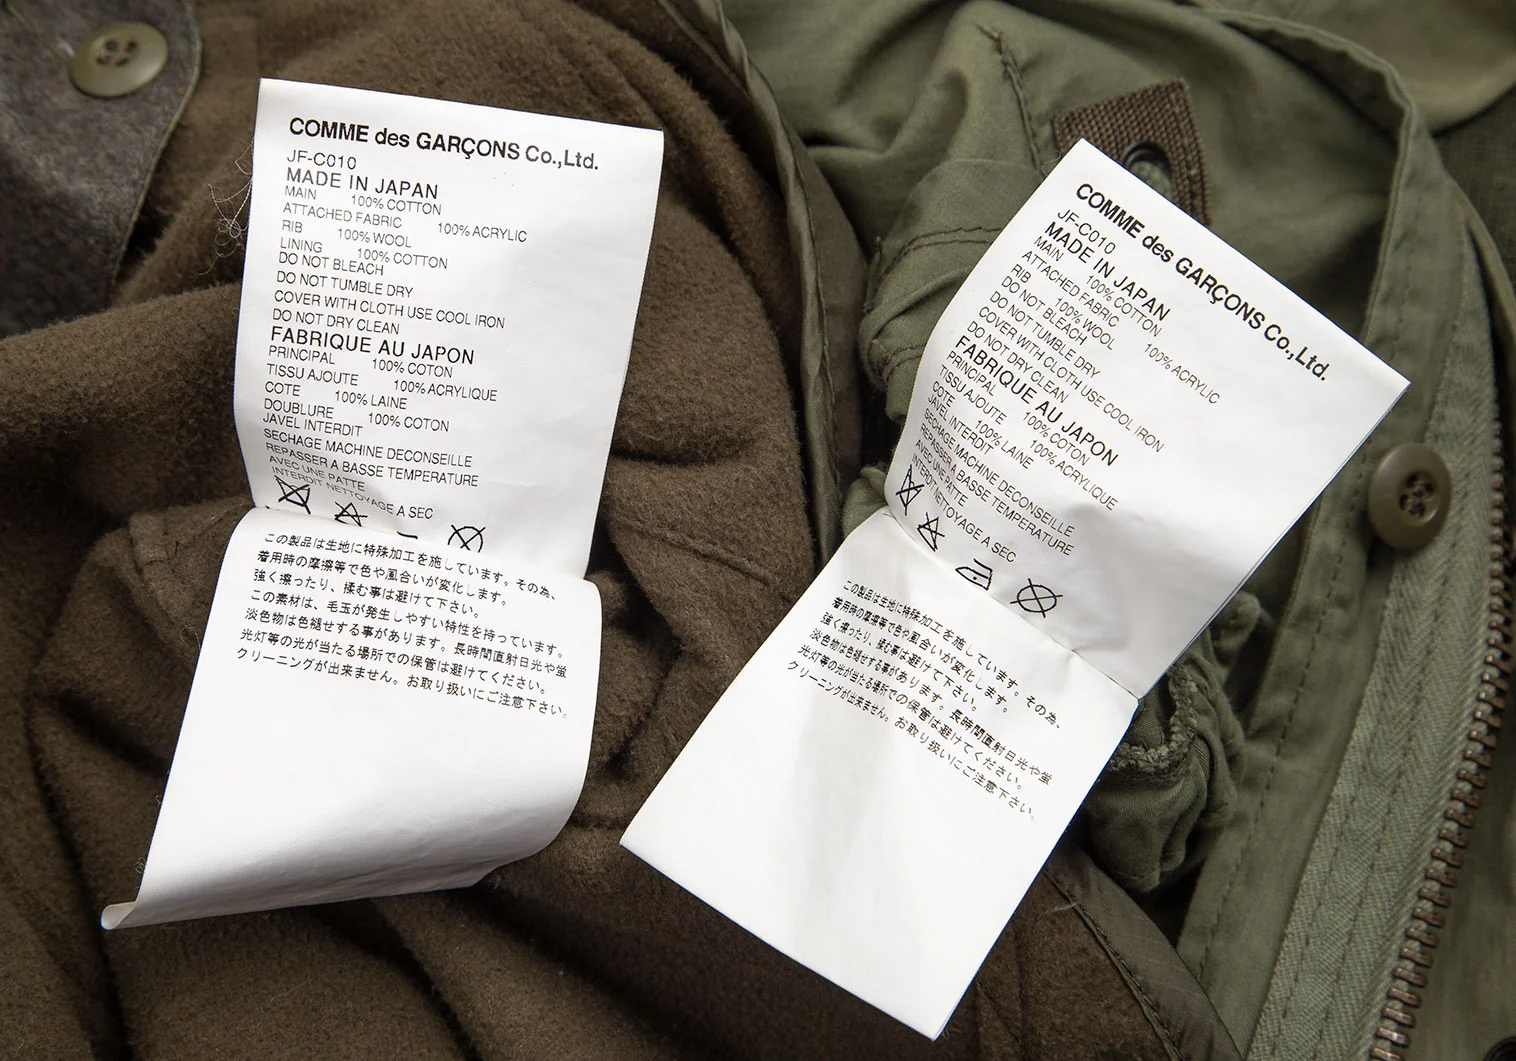 COMME des GARÇONS Co.,Ltd.
JF-C010
MADE IN JAPAN
MAIN 100% COTTON
ATTACHED FABRIC 100% ACRYLIC
RIB 100% WOOL
LINING 100% COTTON
DO NOT BLEACH
DO NOT TUMBLE DRY
COVER WITH CLOTH USE COOL IRON
DO NOT DRY CLEAN
FABRIQUE AU JAPON
PRINCIPAL 100% COTON
TISSU AJOUTE 100% ACRYLIQUE
COTE 100% LAINE
DOUBLURE 100% COTON
JAVEL INTERDIT
SECHAGE MACHINE DECONSEILLE
REPASSER A BASSE TEMPERATURE
AVEC UNE PATTE
INTERDIT NETTOYAGE A SEC
この製品は生地に特殊加工を施しています。その為、
着用時の摩擦等で色や風合いが変化します。
強く擦ったり、揉む事は避けて下さい。
この素材は、毛玉が発生しやすい特性を持っています。
淡色物は色褪せする事があります。長時間直射日光や蛍
光灯等の光が当たる場所での保管は避けてください。
クリーニングが出来ません。お取り扱いにご注意下さい。
COMME des GARÇONS Co.,Ltd.
JF-C010
MADE IN JAPAN
MAIN 100% COTTON
ATTACHED FABRIC 100% ACRYLIC
RIB 100% WOOL
DO NOT BLEACH
DO NOT TUMBLE DRY
COVER WITH CLOTH USE COOL IRON
DO NOT DRY CLEAN
FABRIQUE AU JAPON
PRINCIPAL 100% COTON
TISSU AJOUTE 100% ACRYLIQUE
COTE 100% LAINE
JAVEL INTERDIT
SECHAGE MACHINE DECONSEILLE
REPASSER A BASSE TEMPERATURE
AVEC UNE PATTE
INTERDIT NETTOYAGE A SEC
この製品は生地に特殊加工を施しています。その為、
着用時の摩擦等で色や風合いが変化します。
強く擦ったり、揉む事は避けて下さい。
淡色物は色褪せする事があります。長時間直射日光や蛍
光灯等の光が当たる場所での保管は避けてください。
クリーニングが出来ません。お取り扱いにご注意下さい。